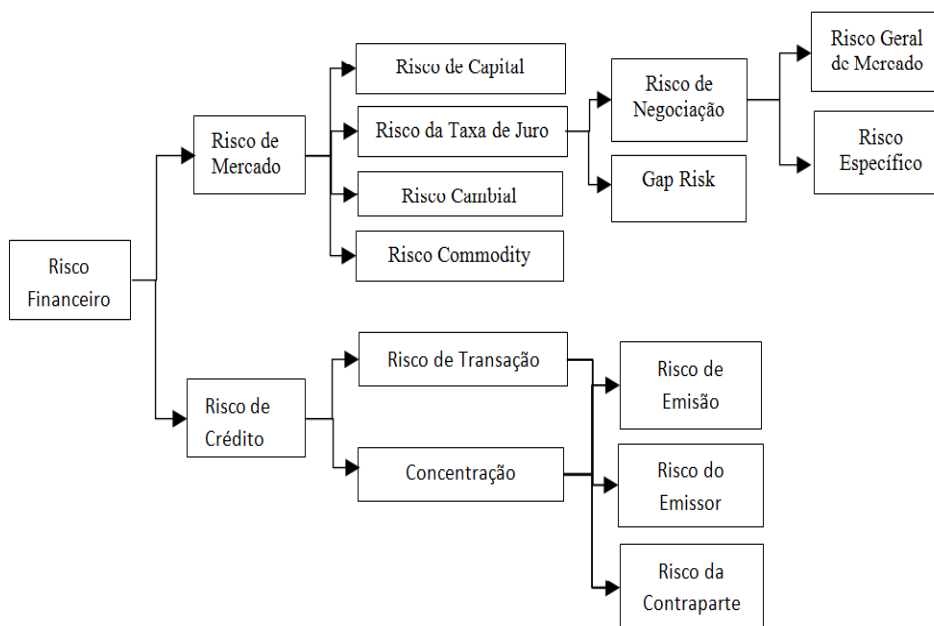 Risco de Capital
Risco Geral
de Mercado
Risco de
Negociação
Risco de
Mercado
Risco da Taxa de Juro
Risco
Específico
Gap Risk
Risco Cambial
Risco Commodity
Risco
Financeiro
Risco de Transação
Risco de
Emisão
Risco de
Crédito
Concentração
Risco do
Emissor
Risco da
Contraparte